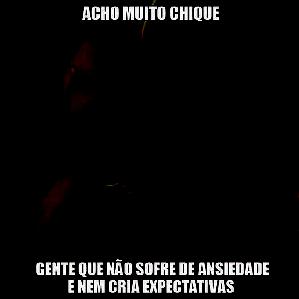 ACHO MUITO CHIQUE
GENTE QUE NÃO SOFRE DE ANSIEDADE
E NEM CRIA EXPECTATIVAS